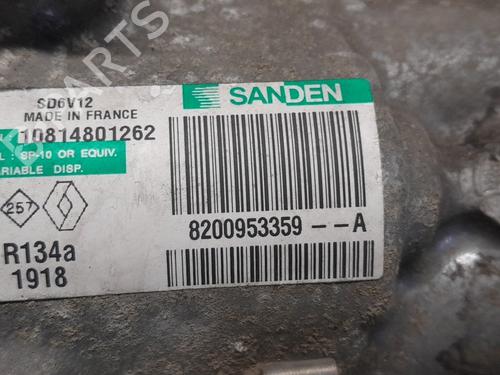 SD6V12
SANDEN
MADE IN FRANCE
10814801262
: SP-10 OR EQUIV.
ARIABLE DISP.
257
8200953359 -- A
R134a
1918